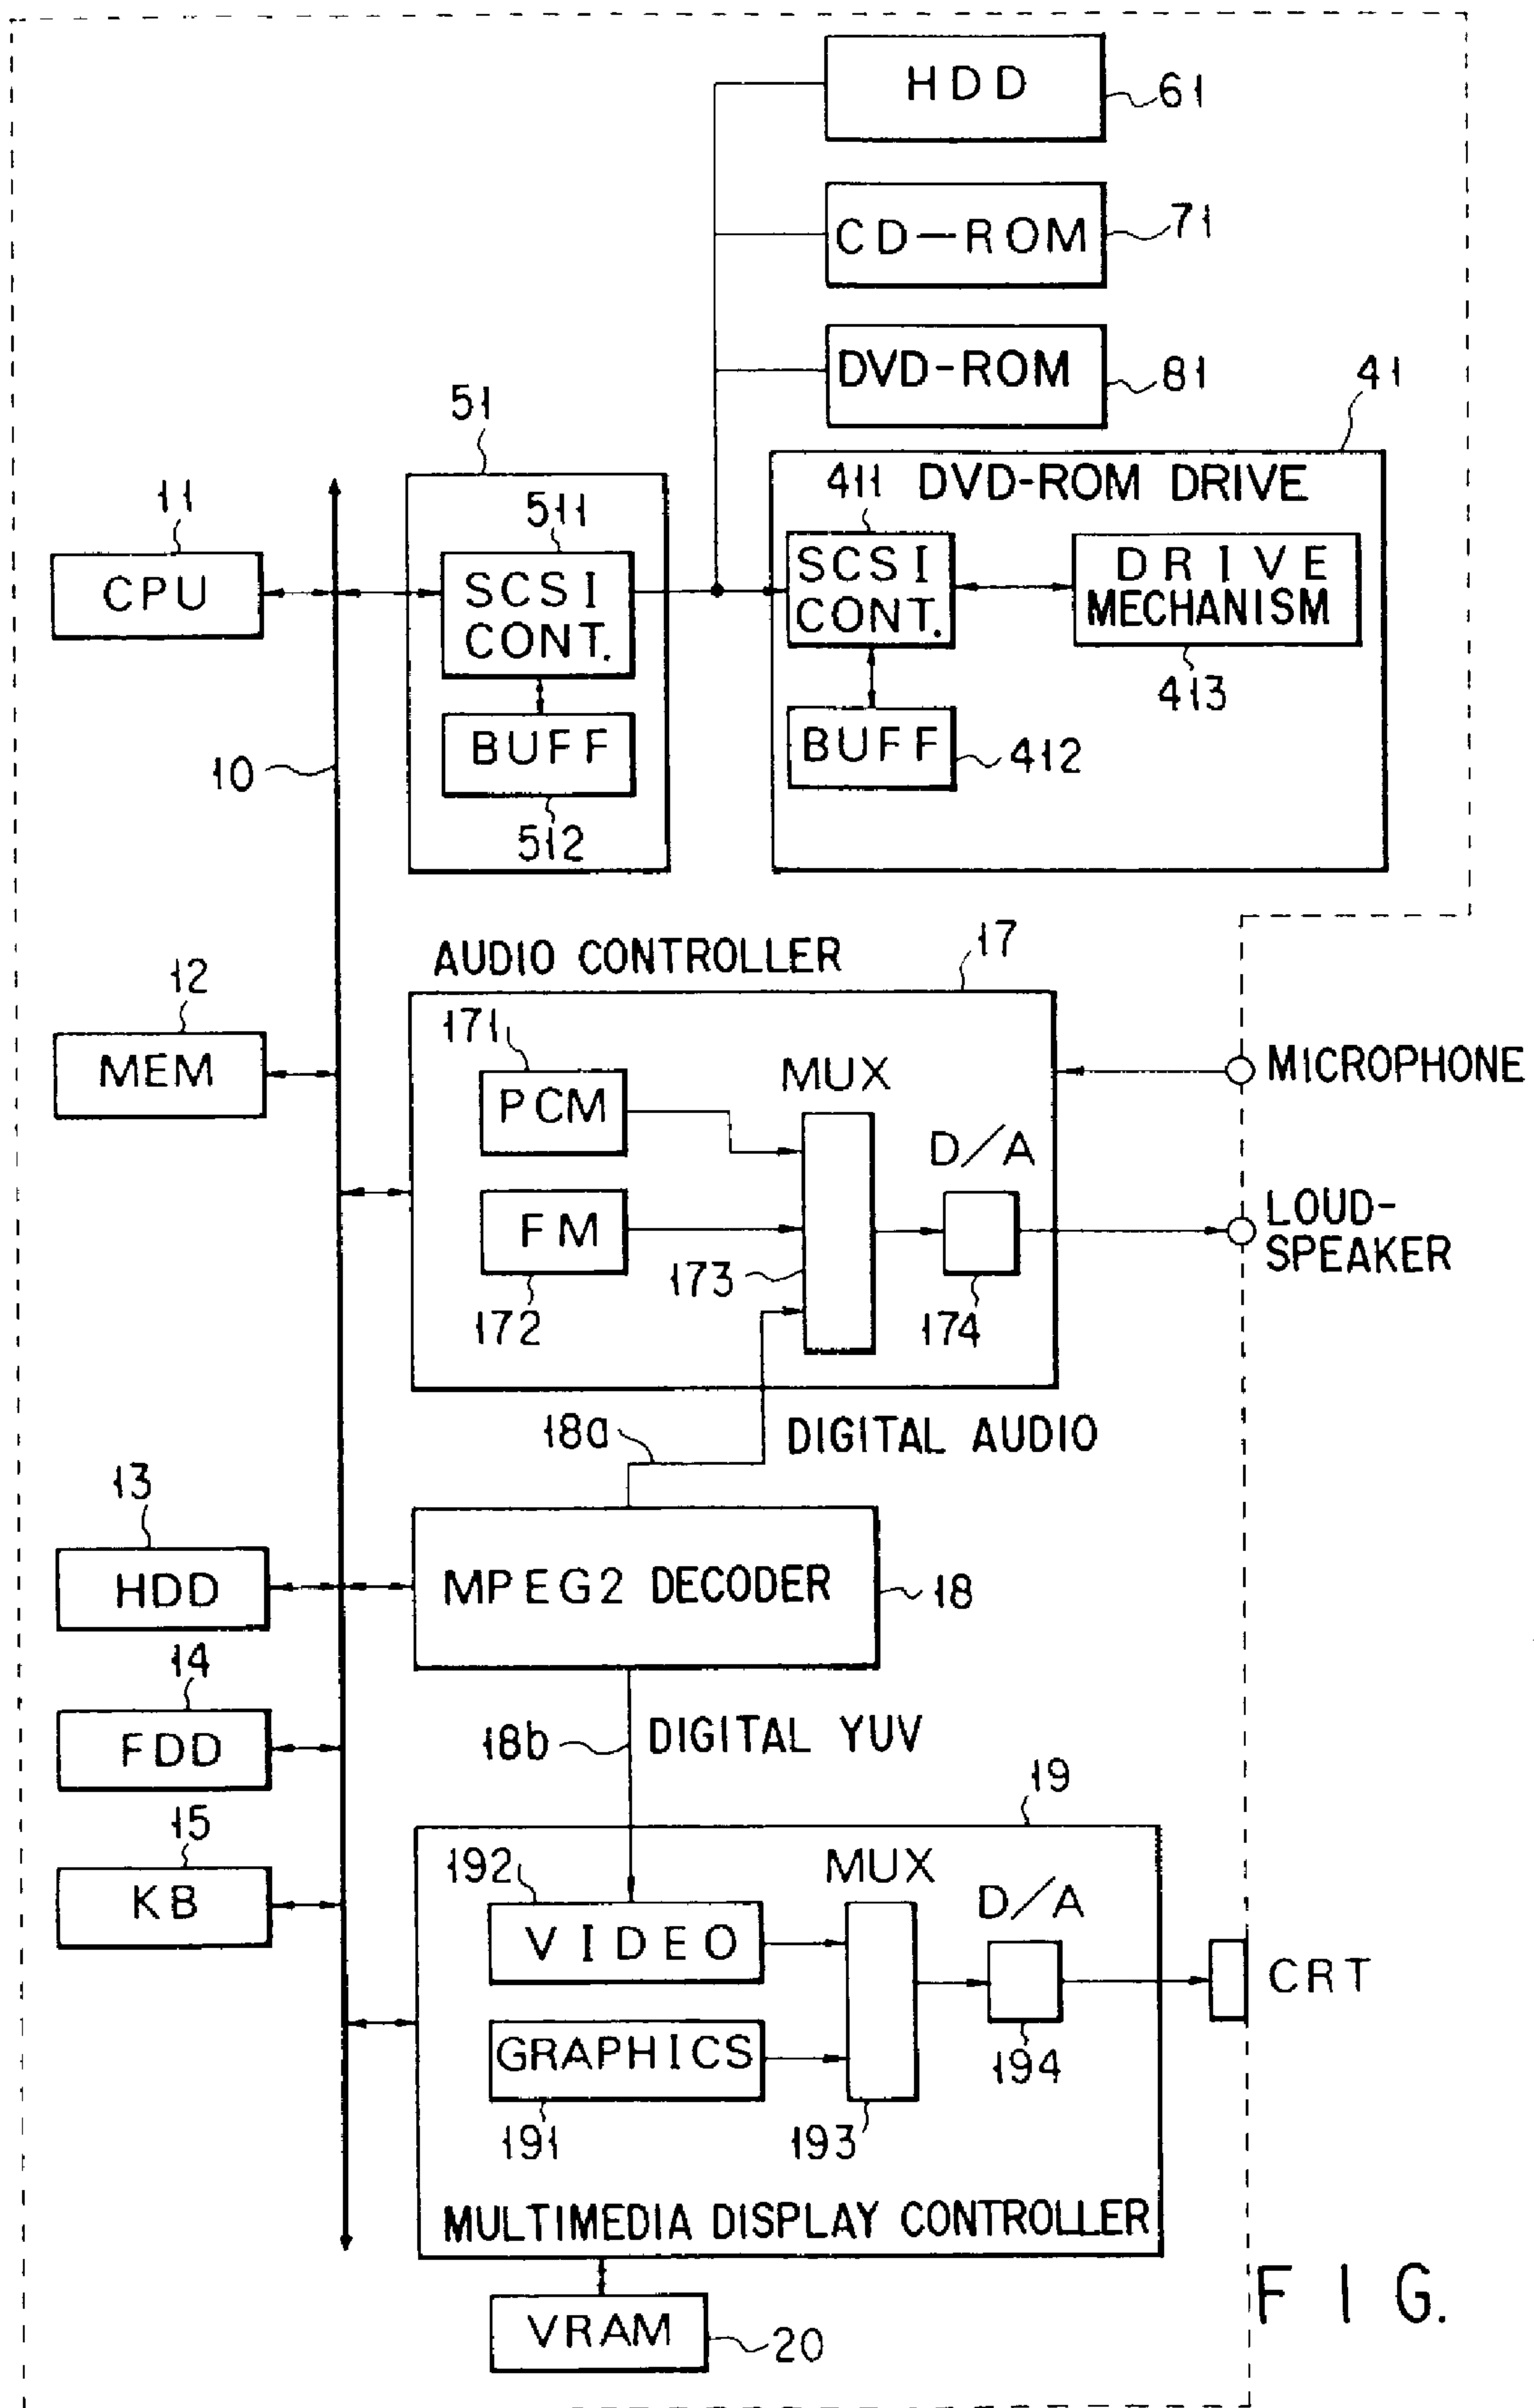 HDD
61
CD-ROM
71
DVD-ROM
81
41
51
411 DVD-ROM DRIVE
11
511
CPU
SCSI
CONT.
SCSI
CONT.
DRIVE
MECHANISM
413
BUFF
BUFF
412
10
512
AUDIO CONTROLLER
17
12
171
MEM
MUX
MICROPHONE
PCM
D/A
FM
LOUD-
SPEAKER
173
172
174
18a
DIGITAL AUDIO
13
HDD
MPEG2 DECODER
18
14
FDD
18b
DIGITAL YUV
19
15
192
MUX
KB
D/A
VIDEO
CRT
GRAPHICS
194
191
193
MULTIMEDIA DISPLAY CONTROLLER
FIG.
VRAM
20